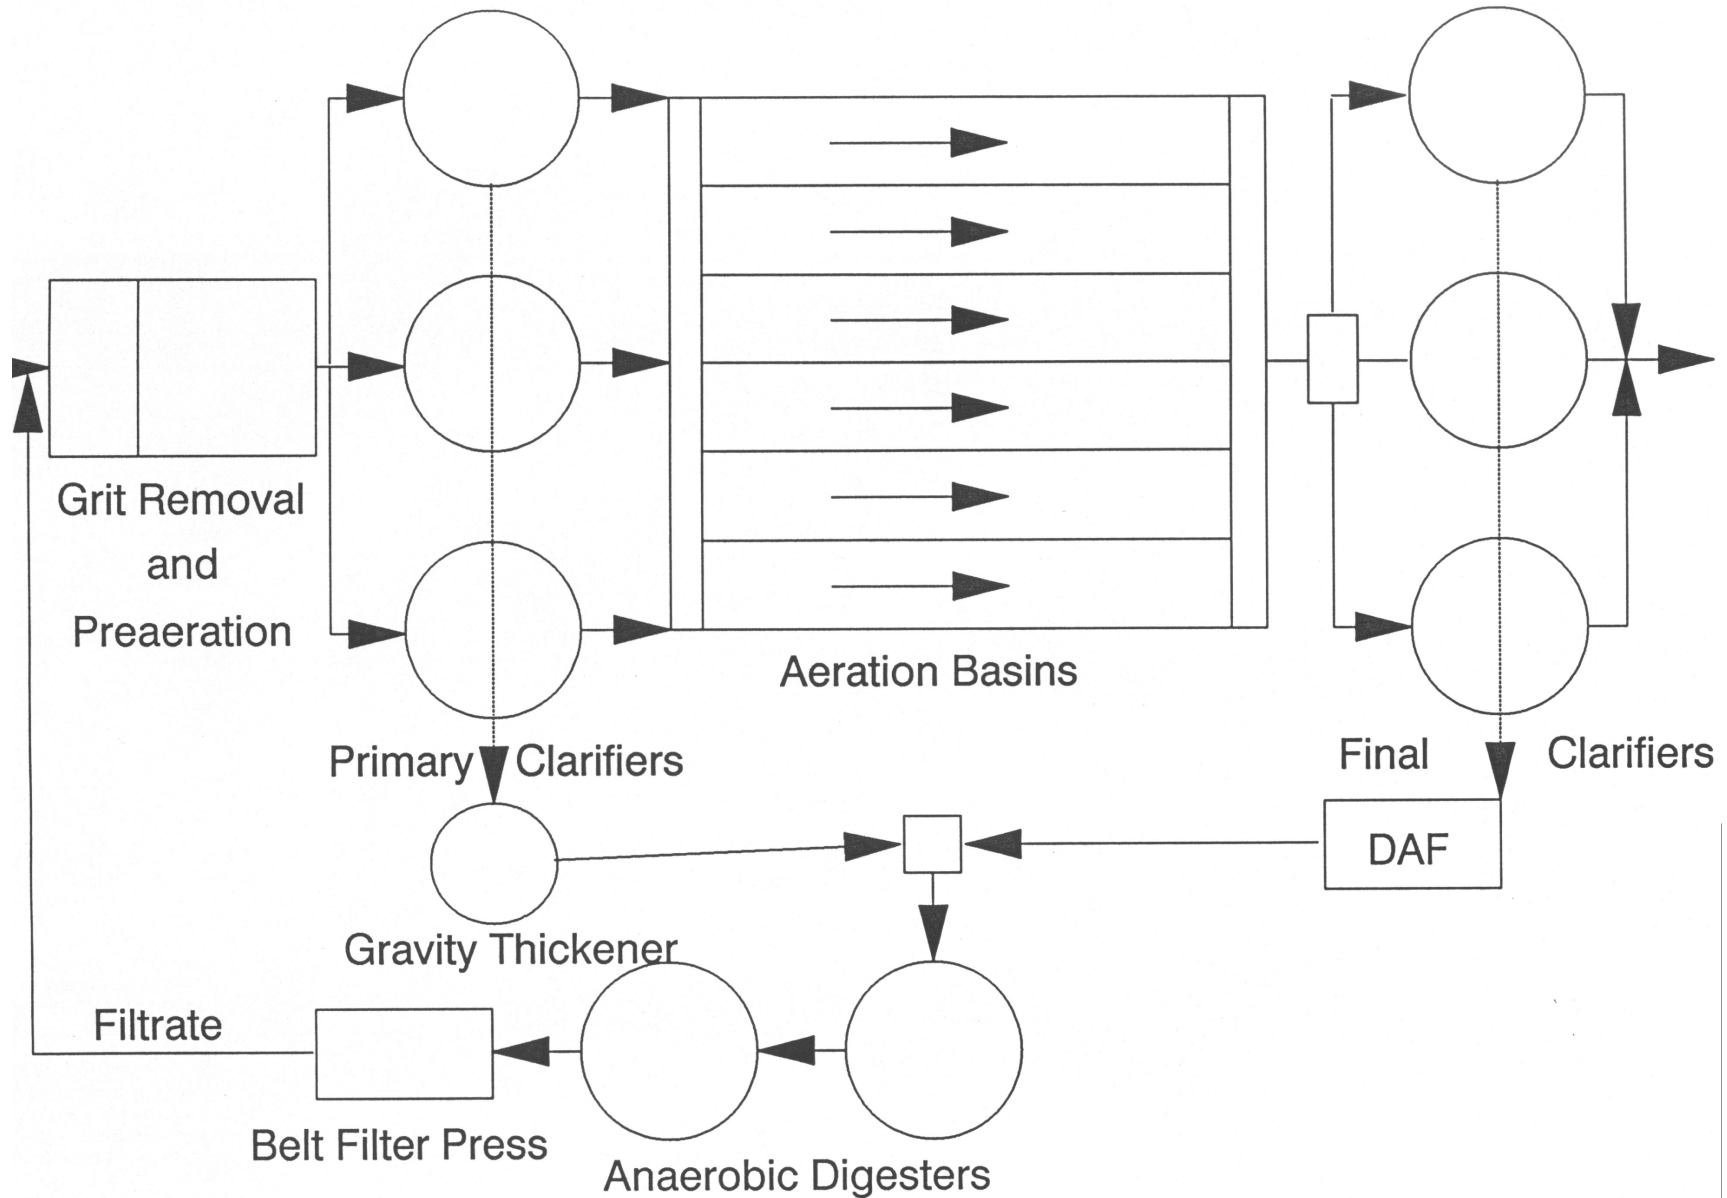 Grit Removal
and
Preaeration
Aeration Basins
Primary Clarifiers
Final Clarifiers
DAF
Gravity Thickener
Filtrate
Belt Filter Press
Anaerobic Digesters